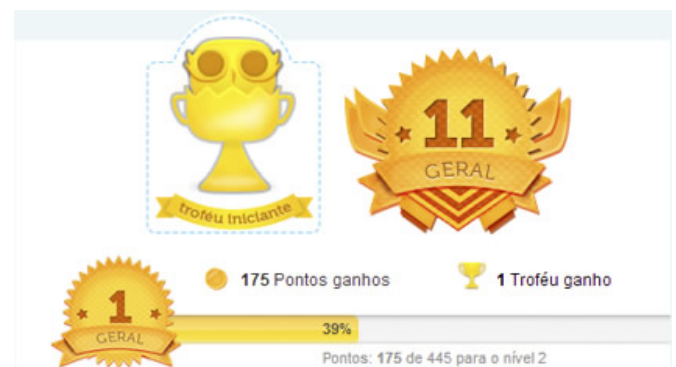 11
GERAL
troféu iniciante
175 Pontos ganhos
1 Troféu ganho
1
GERAL
39%
Pontos: 175 de 445 para o nível 2